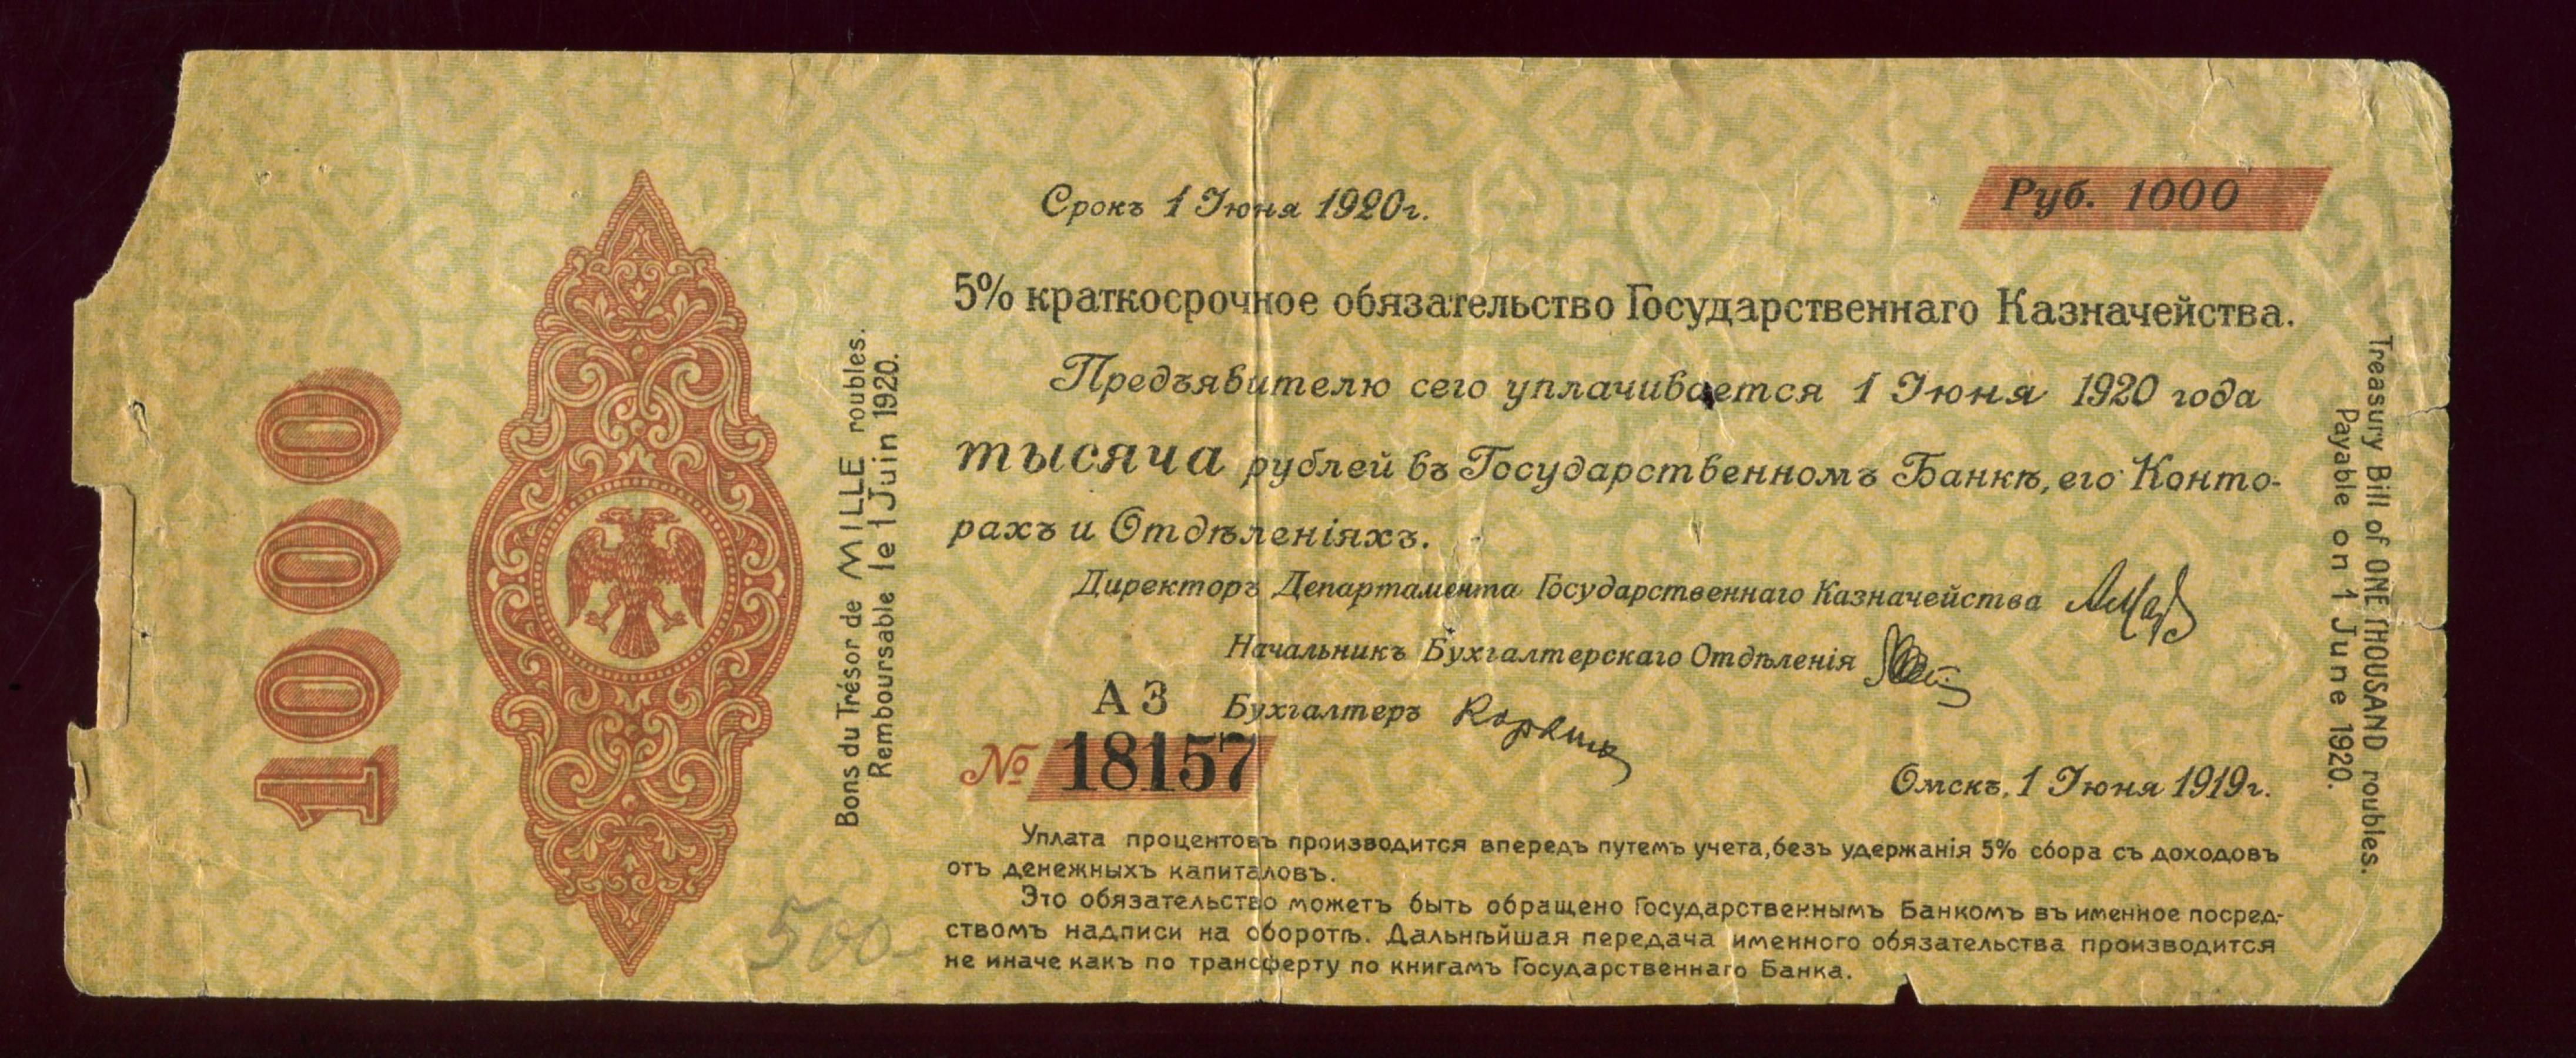 1000
Bons du Trésor de MILLE roubles.
Remboursable le 1 Juin 1920.
Срокъ 1 Июня 1920г.
Руб. 1000
5% краткосрочное обязательство Государственнаго Казначейства.
Предъявителю сего уплачивается 1 Июня 1920 года
тысяча рублей въ Государственномъ Банкѣ, его Конто-
рахъ и Отдѣленіяхъ.
Директоръ Департамента Государственнаго Казначейства
Начальникъ Бухгалтерскаго Отдѣленія
АЗ Бухгалтеръ
№ 18157
Омскъ, 1 Июня 1919г.
Уплата процентовъ производится впередъ путемъ учета, безъ удержанія 5% сбора съ доходовъ
отъ денежныхъ капиталовъ.
Это обязательство можетъ быть обращено Государственнымъ Банкомъ въ именное посред-
ствомъ надписи на оборотѣ. Дальнѣйшая передача именного обязательства производится
не иначе какъ по трансферту по книгамъ Государственнаго Банка.
Treasury Bill of ONE THOUSAND roubles.
Payable on 1 June 1920.
500-